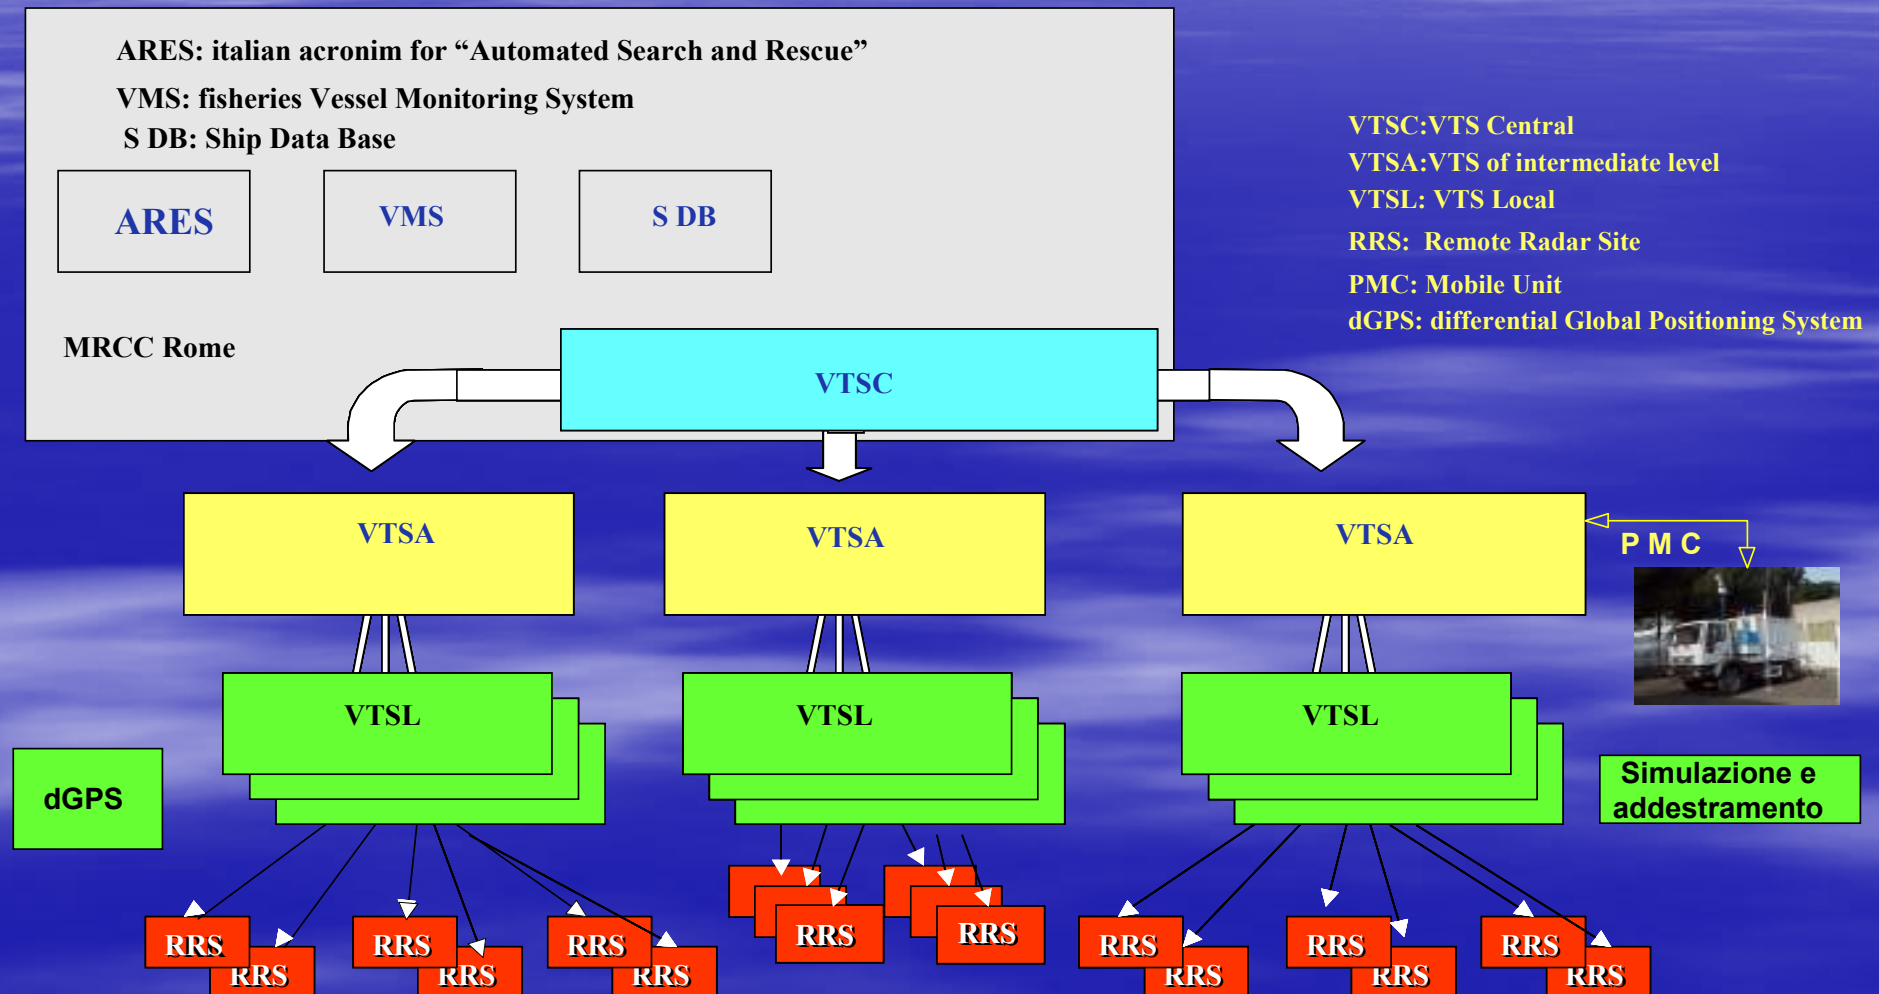 ARES: italian acronim for “Automated Search and Rescue”
VMS: fisheries Vessel Monitoring System
S DB: Ship Data Base
ARES
VMS
S DB
MRCC Rome
VTSC
VTSC:VTS Central
VTSA:VTS of intermediate level
VTSL: VTS Local
RRS: Remote Radar Site
PMC: Mobile Unit
dGPS: differential Global Positioning System
VTSA
VTSA
VTSA
P M C
VTSL
VTSL
VTSL
dGPS
Simulazione e
addestramento
RRS
RRS
RRS
RRS
RRS
RRS
RRS
RRS
RRS
RRS
RRS
RRS
RRS
RRS